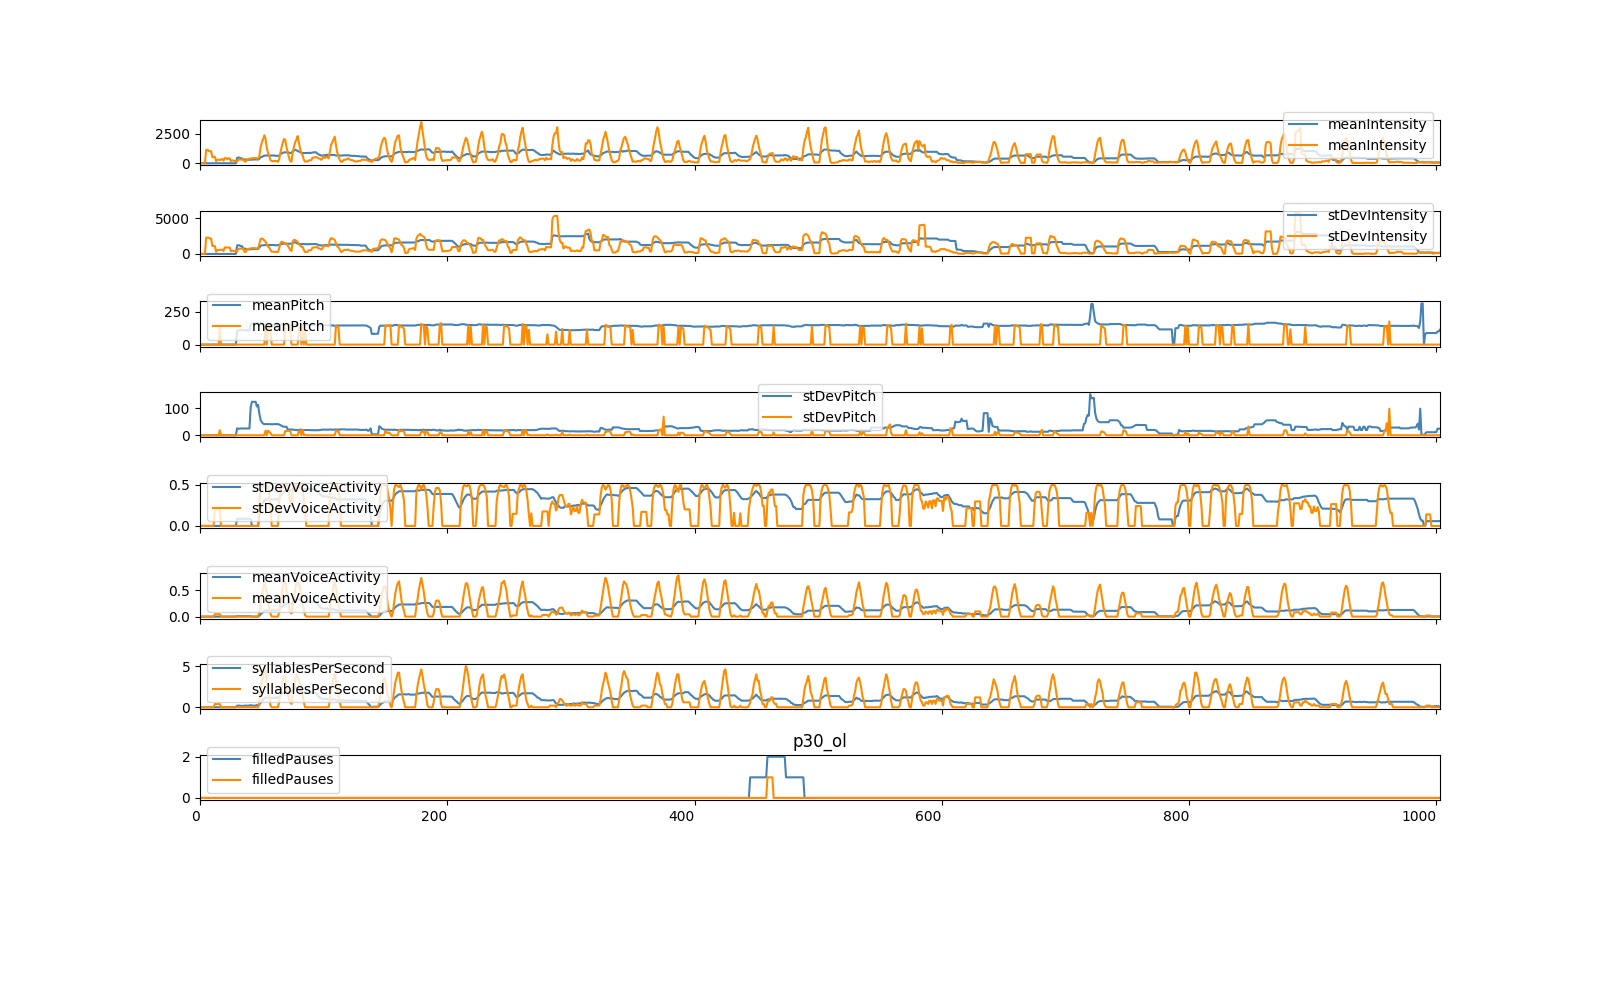 2500
0
meanIntensity
meanIntensity
5000
0
stDevIntensity
stDevIntensity
250
0
meanPitch
meanPitch
100
0
stDevPitch
stDevPitch
0.5
0.0
stDevVoiceActivity
stDevVoiceActivity
0.5
0.0
meanVoiceActivity
meanVoiceActivity
5
0
syllablesPerSecond
syllablesPerSecond
p30_ol
2
0
filledPauses
filledPauses
0 200 400 600 800 1000